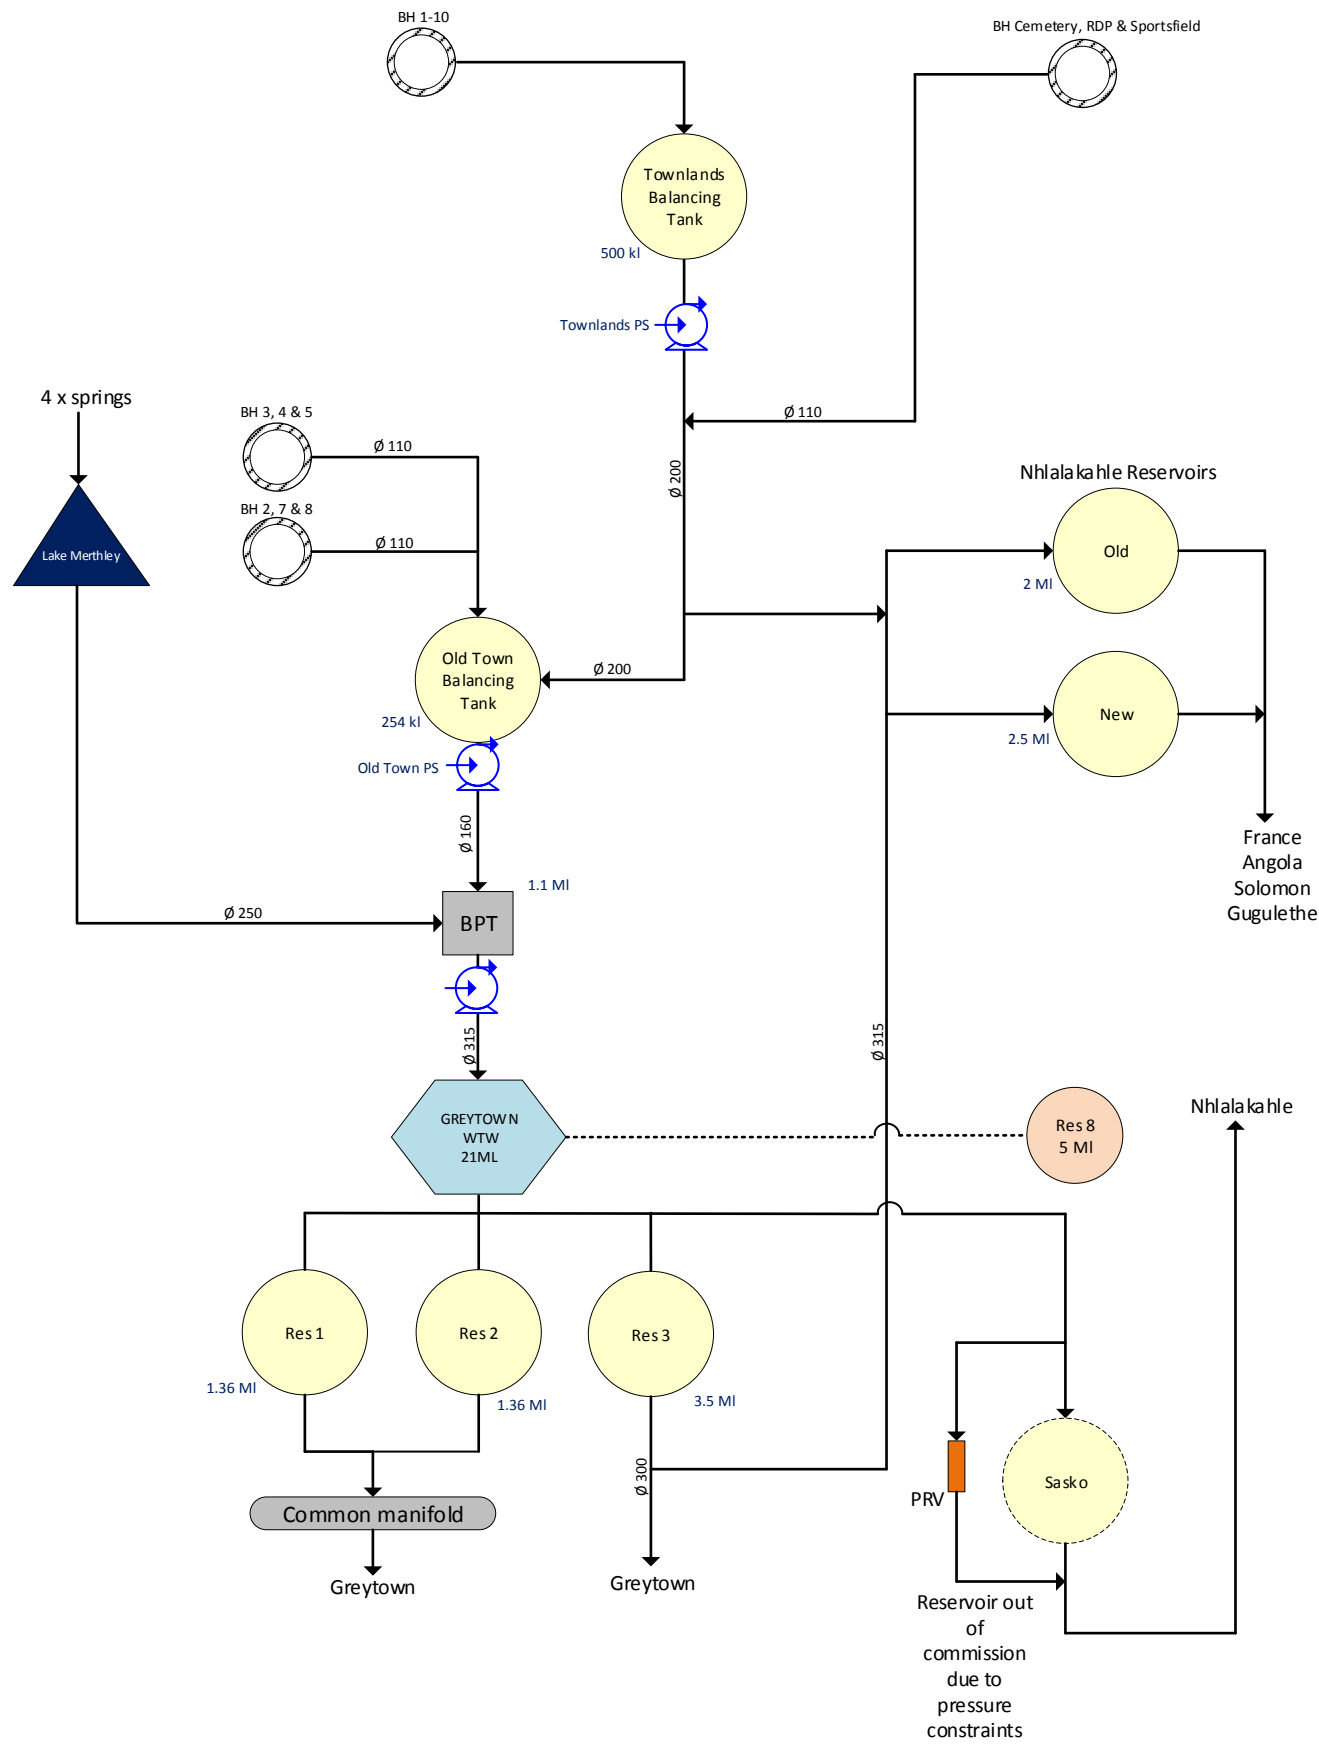 BH 1-10
BH Cemetery, RDP & Sportsfield
Townlands
Balancing
Tank
500 kl
Townlands PS
4 x springs
BH 3, 4 & 5
Ø 110
Ø 110
Ø 200
Nhlalakahle Reservoirs
BH 2, 7 & 8
Ø 110
Lake Merthley
Old
2 Ml
Old Town
Balancing
Tank
Ø 200
254 kl
New
2.5 Ml
Old Town PS
Ø 160
France
Angola
Solomon
Gugulethe
1.1 Ml
Ø 250
BPT
Ø 315
Ø 315
GREYTOWN
WTW
21ML
Res 8
5 Ml
Nhlalakahle
Res 1
Res 2
Res 3
1.36 Ml
1.36 Ml
3.5 Ml
Ø 300
PRV
Sasko
Common manifold
Greytown
Greytown
Reservoir out
of
commission
due to
pressure
constraints